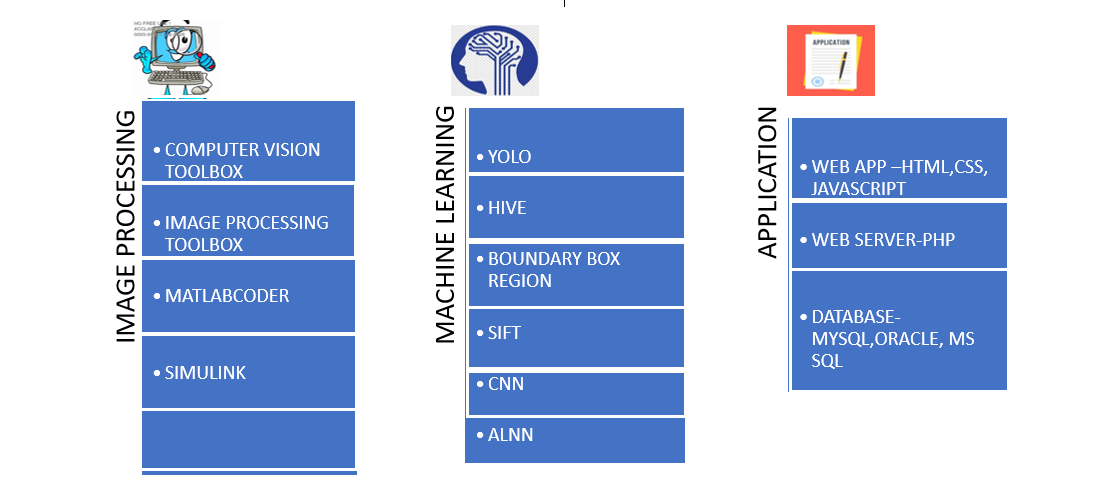 IMAGE PROCESSING
• COMPUTER VISION
TOOLBOX
• IMAGE PROCESSING
TOOLBOX
• MATLABCODER
• SIMULINK
MACHINE LEARNING
• YOLO
• HIVE
• BOUNDARY BOX
REGION
• SIFT
• CNN
• ALNN
APPLICATION
APPLICATION
• WEB APP –HTML,CSS,
JAVASCRIPT
• WEB SERVER-PHP
• DATABASE-
MYSQL,ORACLE, MS
SQL